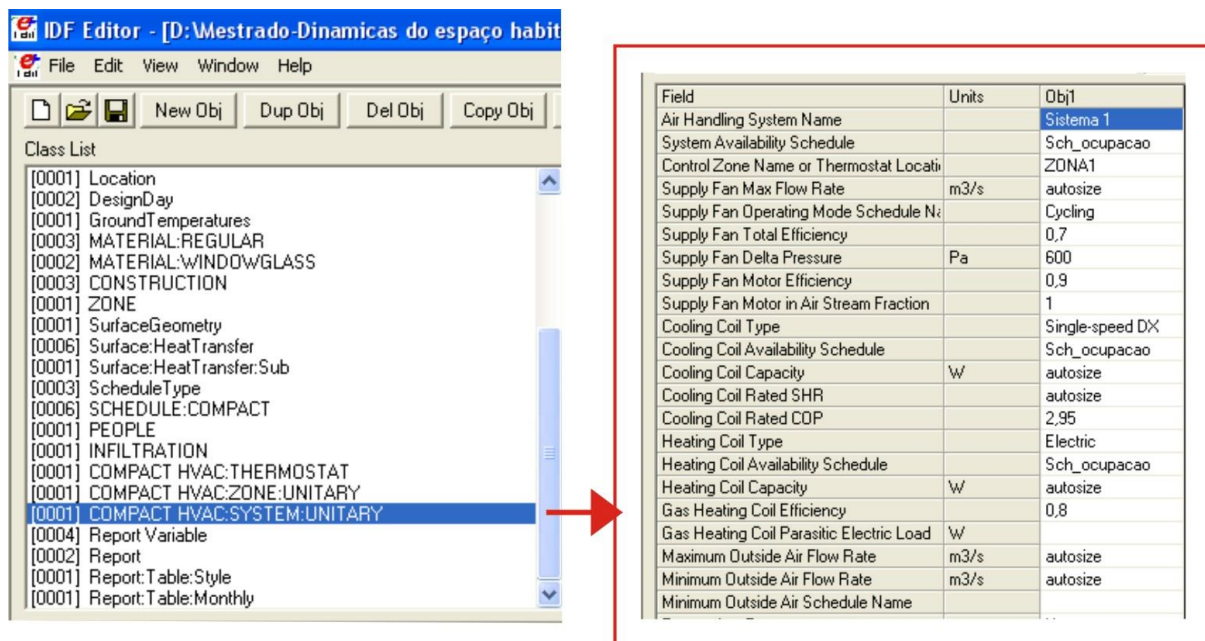 IDF Editor - [D:\Mestrado-Dinamicas do espaço habit
File Edit View Window Help
New Obj Dup Obj Del Obj Copy Obj
Class List
[0001] Location
[0002] DesignDay
[0001] GroundTemperatures
[0003] MATERIAL:REGULAR
[0002] MATERIAL:WINDOWGLASS
[0003] CONSTRUCTION
[0001] ZONE
[0001] SurfaceGeometry
[0006] Surface:HeatTransfer
[0001] Surface:HeatTransfer:Sub
[0003] ScheduleType
[0006] SCHEDULE:COMPACT
[0001] PEOPLE
[0001] INFILTRATION
[0001] COMPACT HVAC:THERMOSTAT
[0001] COMPACT HVAC:ZONE:UNITARY
[0001] COMPACT HVAC:SYSTEM:UNITARY
[0004] Report Variable
[0002] Report
[0001] Report:Table:Style
[0001] Report:Table:Monthly
Field Units Obj1
Air Handling System Name Sistema 1
System Availability Schedule Sch_ocupacao
Control Zone Name or Thermostat Locati ZONA1
Supply Fan Max Flow Rate m3/s autosize
Supply Fan Operating Mode Schedule Na Cycling
Supply Fan Total Efficiency 0,7
Supply Fan Delta Pressure Pa 600
Supply Fan Motor Efficiency 0,9
Supply Fan Motor in Air Stream Fraction 1
Cooling Coil Type Single-speed DX
Cooling Coil Availability Schedule Sch_ocupacao
Cooling Coil Capacity W autosize
Cooling Coil Rated SHR autosize
Cooling Coil Rated COP 2,95
Heating Coil Type Electric
Heating Coil Availability Schedule Sch_ocupacao
Heating Coil Capacity W autosize
Gas Heating Coil Efficiency 0,8
Gas Heating Coil Parasitic Electric Load W
Maximum Outside Air Flow Rate m3/s autosize
Minimum Outside Air Flow Rate m3/s autosize
Minimum Outside Air Schedule Name